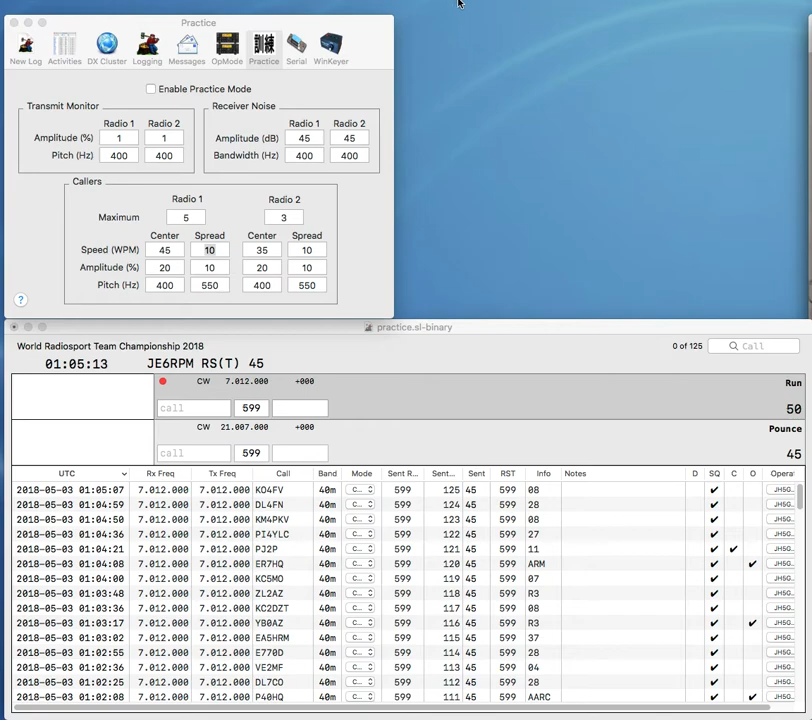 Practice
New Log Activities DX Cluster Logging Messages OpMode Practice Serial WinKeyer
訓練
Enable Practice Mode
Transmit Monitor Receiver Noise
Radio 1 Radio 2 Radio 1 Radio 2
Amplitude (%) 1 1 Amplitude (dB) 45 45
Pitch (Hz) 400 400 Bandwidth (Hz) 400 400
Callers
Radio 1 Radio 2
Maximum 5 3
Center Spread Center Spread
Speed (WPM) 45 10 35 10
Amplitude (%) 20 10 20 10
Pitch (Hz) 400 550 400 550
?
practice.sl-binary
World Radiosport Team Championship 2018 0 of 125 Call
01:05:13 JE6RPM RS(T) 45
CW 7.012.000 +000 Run
call 599 50
CW 21.007.000 +000 Pounce
call 599 45
UTC Rx Freq Tx Freq Call Band Mode Sent R... Sent... Sent RST Info Notes D SQ C O Opera
2018-05-03 01:05:07 7.012.000 7.012.000 KO4FV 40m C... 599 125 45 599 08 ✔ JH5G...
2018-05-03 01:04:59 7.012.000 7.012.000 DL4FN 40m C... 599 124 45 599 28 ✔ JH5G...
2018-05-03 01:04:50 7.012.000 7.012.000 KM4PKV 40m C... 599 123 45 599 08 ✔ JH5G...
2018-05-03 01:04:36 7.012.000 7.012.000 PI4YLC 40m C... 599 122 45 599 27 ✔ JH5G...
2018-05-03 01:04:21 7.012.000 7.012.000 PJ2P 40m C... 599 121 45 599 11 ✔ ✔ JH5G...
2018-05-03 01:04:08 7.012.000 7.012.000 ER7HQ 40m C... 599 120 45 599 ARM ✔ ✔ JH5G...
2018-05-03 01:04:00 7.012.000 7.012.000 KC5MO 40m C... 599 119 45 599 07 ✔ JH5G...
2018-05-03 01:03:48 7.012.000 7.012.000 ZL2AZ 40m C... 599 118 45 599 R3 ✔ JH5G...
2018-05-03 01:03:36 7.012.000 7.012.000 KC2DZT 40m C... 599 117 45 599 08 ✔ JH5G...
2018-05-03 01:03:17 7.012.000 7.012.000 YB0AZ 40m C... 599 116 45 599 R3 ✔ ✔ JH5G...
2018-05-03 01:03:02 7.012.000 7.012.000 EA5HRM 40m C... 599 115 45 599 37 ✔ JH5G...
2018-05-03 01:02:55 7.012.000 7.012.000 E770D 40m C... 599 114 45 599 28 ✔ JH5G...
2018-05-03 01:02:36 7.012.000 7.012.000 VE2MF 40m C... 599 113 45 599 04 ✔ JH5G...
2018-05-03 01:02:25 7.012.000 7.012.000 DL7CO 40m C... 599 112 45 599 28 ✔ JH5G...
2018-05-03 01:02:08 7.012.000 7.012.000 P40HQ 40m C... 599 111 45 599 AARC ✔ ✔ JH5G...